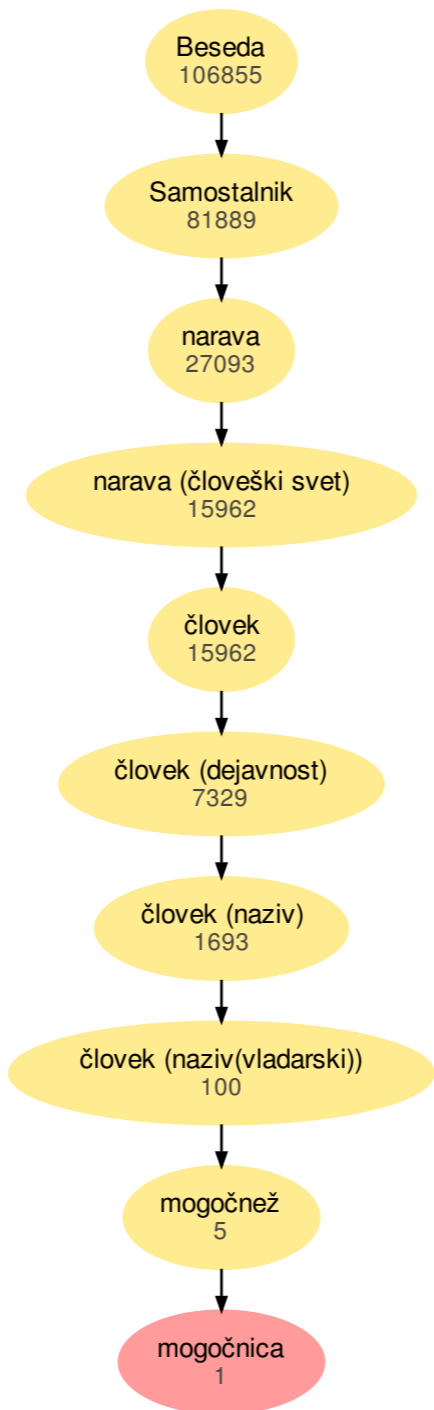 Beseda
106855
Samostalnik
81889
narava
27093
narava (človeški svet)
15962
človek
15962
človek (dejavnost)
7329
človek (naziv)
1693
človek (naziv(vladarski))
100
mogočnež
5
mogočnica
1